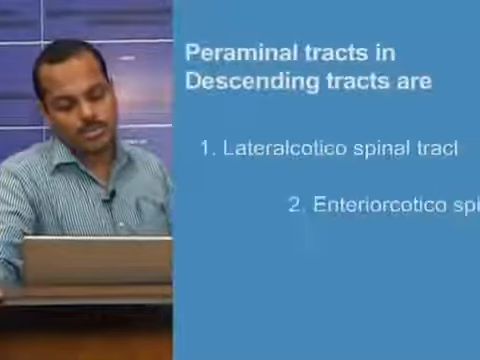 Peraminal tracts in
Descending tracts are
1. Lateralcotico spinal tracl
2. Enteriorcotico spi